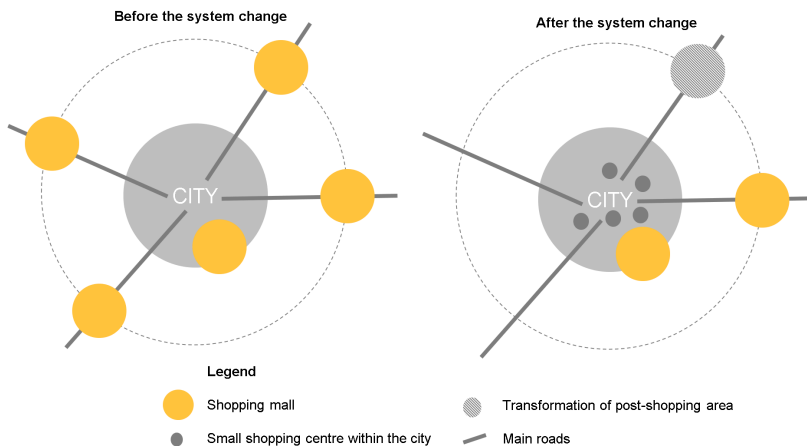 Before the system change
After the system change
CITY
CITY
Legend
Shopping mall
Transformation of post-shopping area
Small shopping centre within the city
Main roads